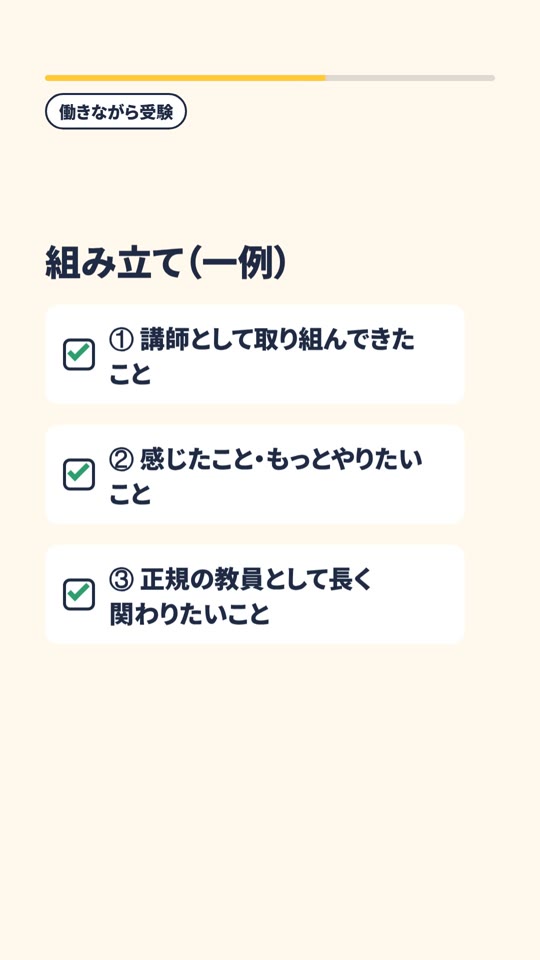 働きながら受験
組み立て（一例）
① 講師として取り組んできた
こと
② 感じたこと・もっとやりたい
こと
③ 正規の教員として長く
関わりたいこと